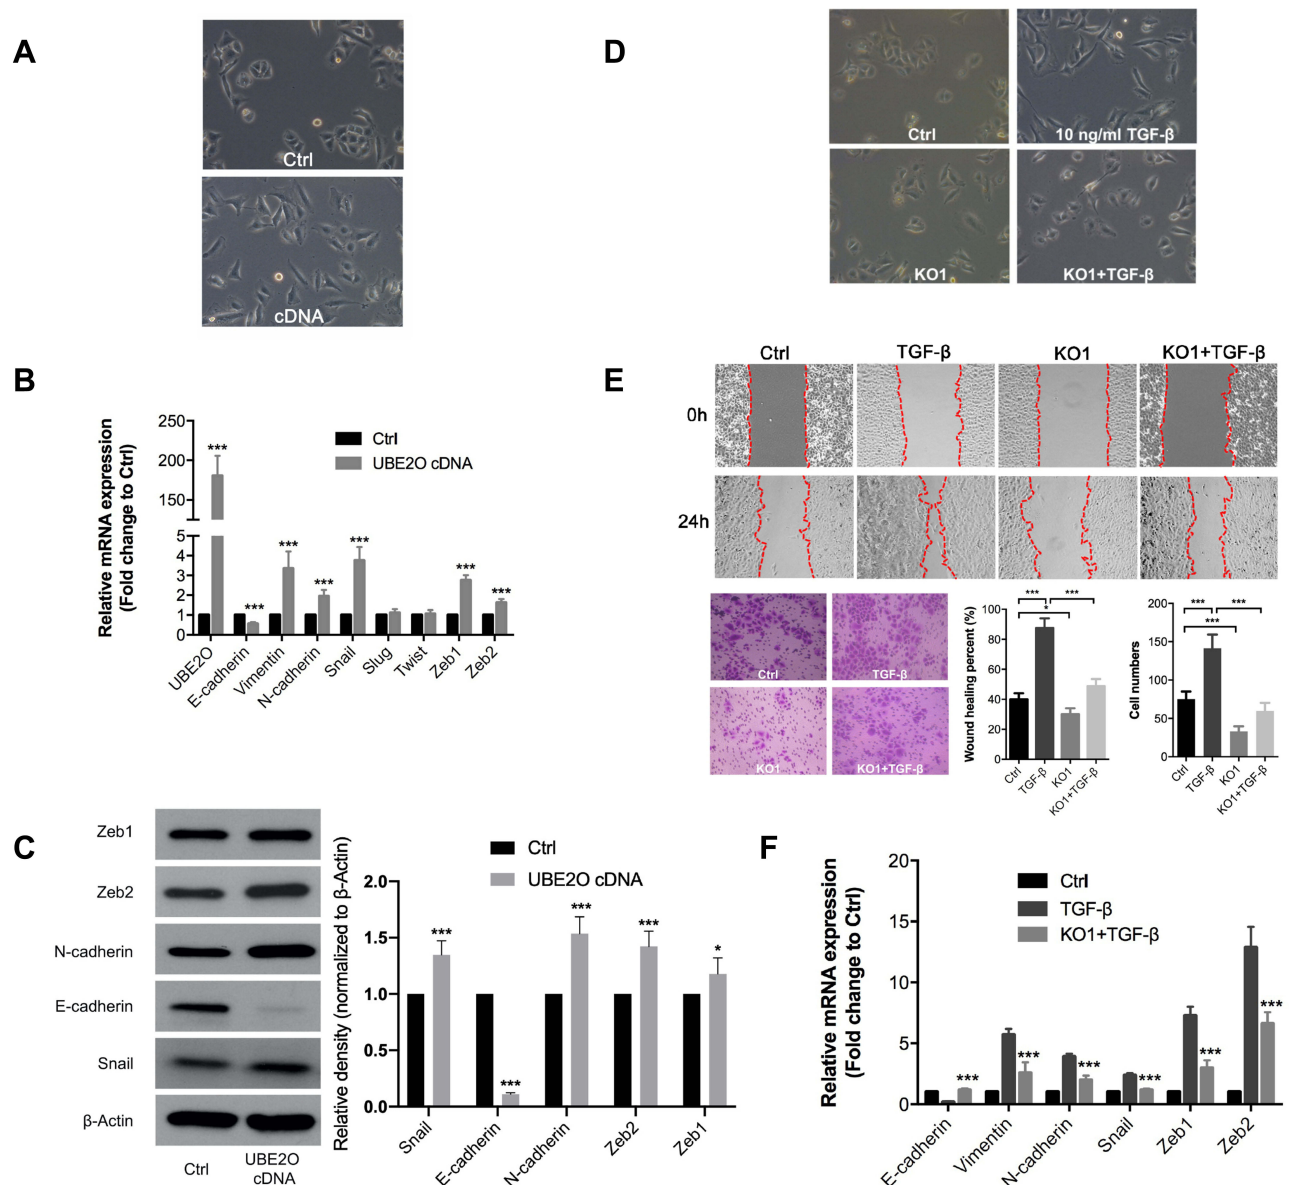 A
Ctrl
cDNA
D
Ctrl
10 ng/ml TGF-β
KO1
KO1+TGF-β
B
Relative mRNA expression
(Fold change to Ctrl)
250
200
150
5
4
3
2
1
0
Ctrl
UBE2O cDNA
***
***
***
***
***
***
***
UBE2O
E-cadherin
Vimentin
N-cadherin
Snail
Slug
Twist
Zeb1
Zeb2
E
Ctrl
TGF-β
KO1
KO1+TGF-β
0h
24h
Ctrl
TGF-β
KO1
KO1+TGF-β
Wound healing percent (%)
100
80
60
40
20
0
***
***
*
Ctrl
TGF-β
KO1
KO1+TGF-β
Cell numbers
200
150
100
50
0
***
***
***
Ctrl
TGF-β
KO1
KO1+TGF-β
C
Zeb1
Zeb2
N-cadherin
E-cadherin
Snail
β-Actin
Ctrl
UBE2O
cDNA
Relative density (normalized to β-Actin)
2.0
1.5
1.0
0.5
0.0
Ctrl
UBE2O cDNA
***
***
***
***
*
Snail
E-cadherin
N-cadherin
Zeb2
Zeb1
F
Relative mRNA expression
(Fold change to Ctrl)
20
15
10
5
0
Ctrl
TGF-β
KO1+TGF-β
***
***
***
***
***
***
E-cadherin
Vimentin
N-cadherin
Snail
Zeb1
Zeb2